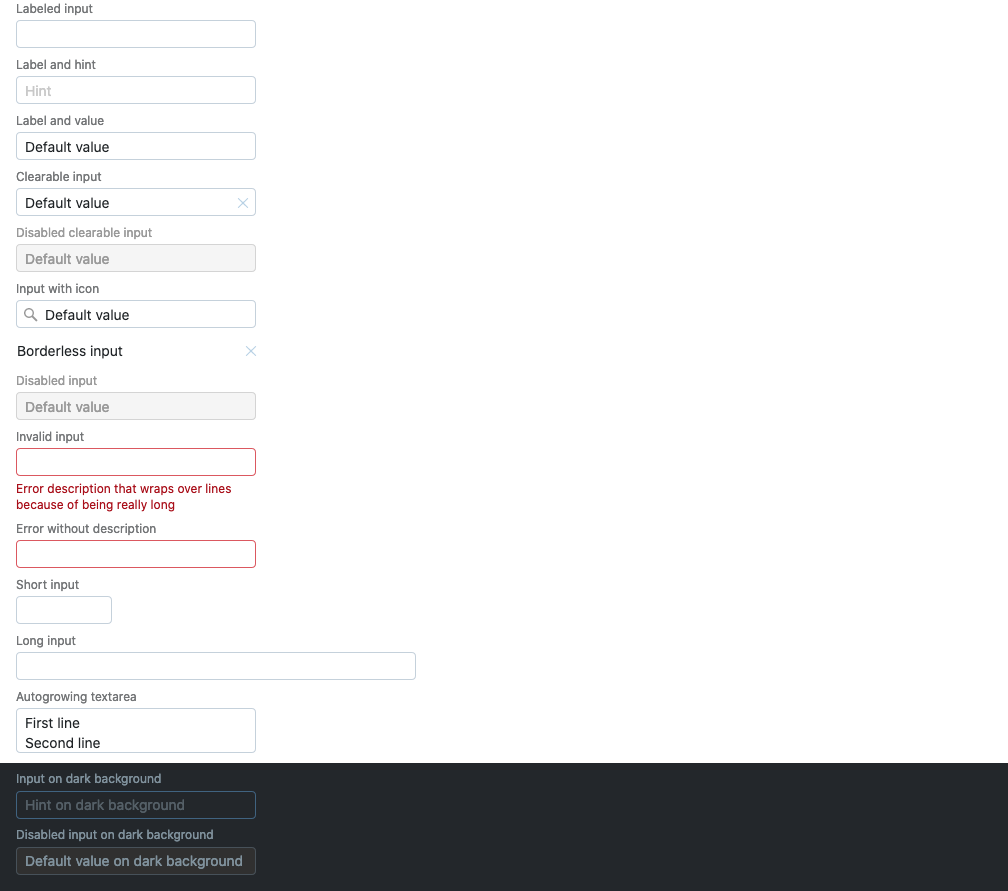 Labeled input
Label and hint
Hint
Label and value
Default value
Clearable input
Default value
Disabled clearable input
Default value
Input with icon
Default value
Borderless input
Disabled input
Default value
Invalid input
Error description that wraps over lines
because of being really long
Error without description
Short input
Long input
Autogrowing textarea
First line
Second line
Input on dark background
Hint on dark background
Disabled input on dark background
Default value on dark background